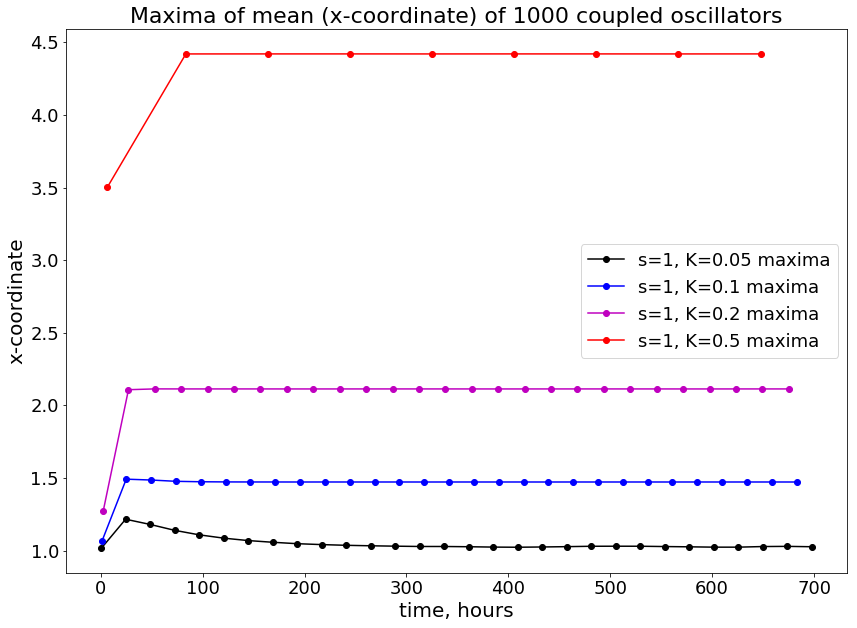 Maxima of mean (x-coordinate) of 1000 coupled oscillators
4.5
4.0
3.5
3.0
2.5
2.0
1.5
1.0
x-coordinate
s=1, K=0.05 maxima
s=1, K=0.1 maxima
s=1, K=0.2 maxima
s=1, K=0.5 maxima
0 100 200 300 400 500 600 700
time, hours